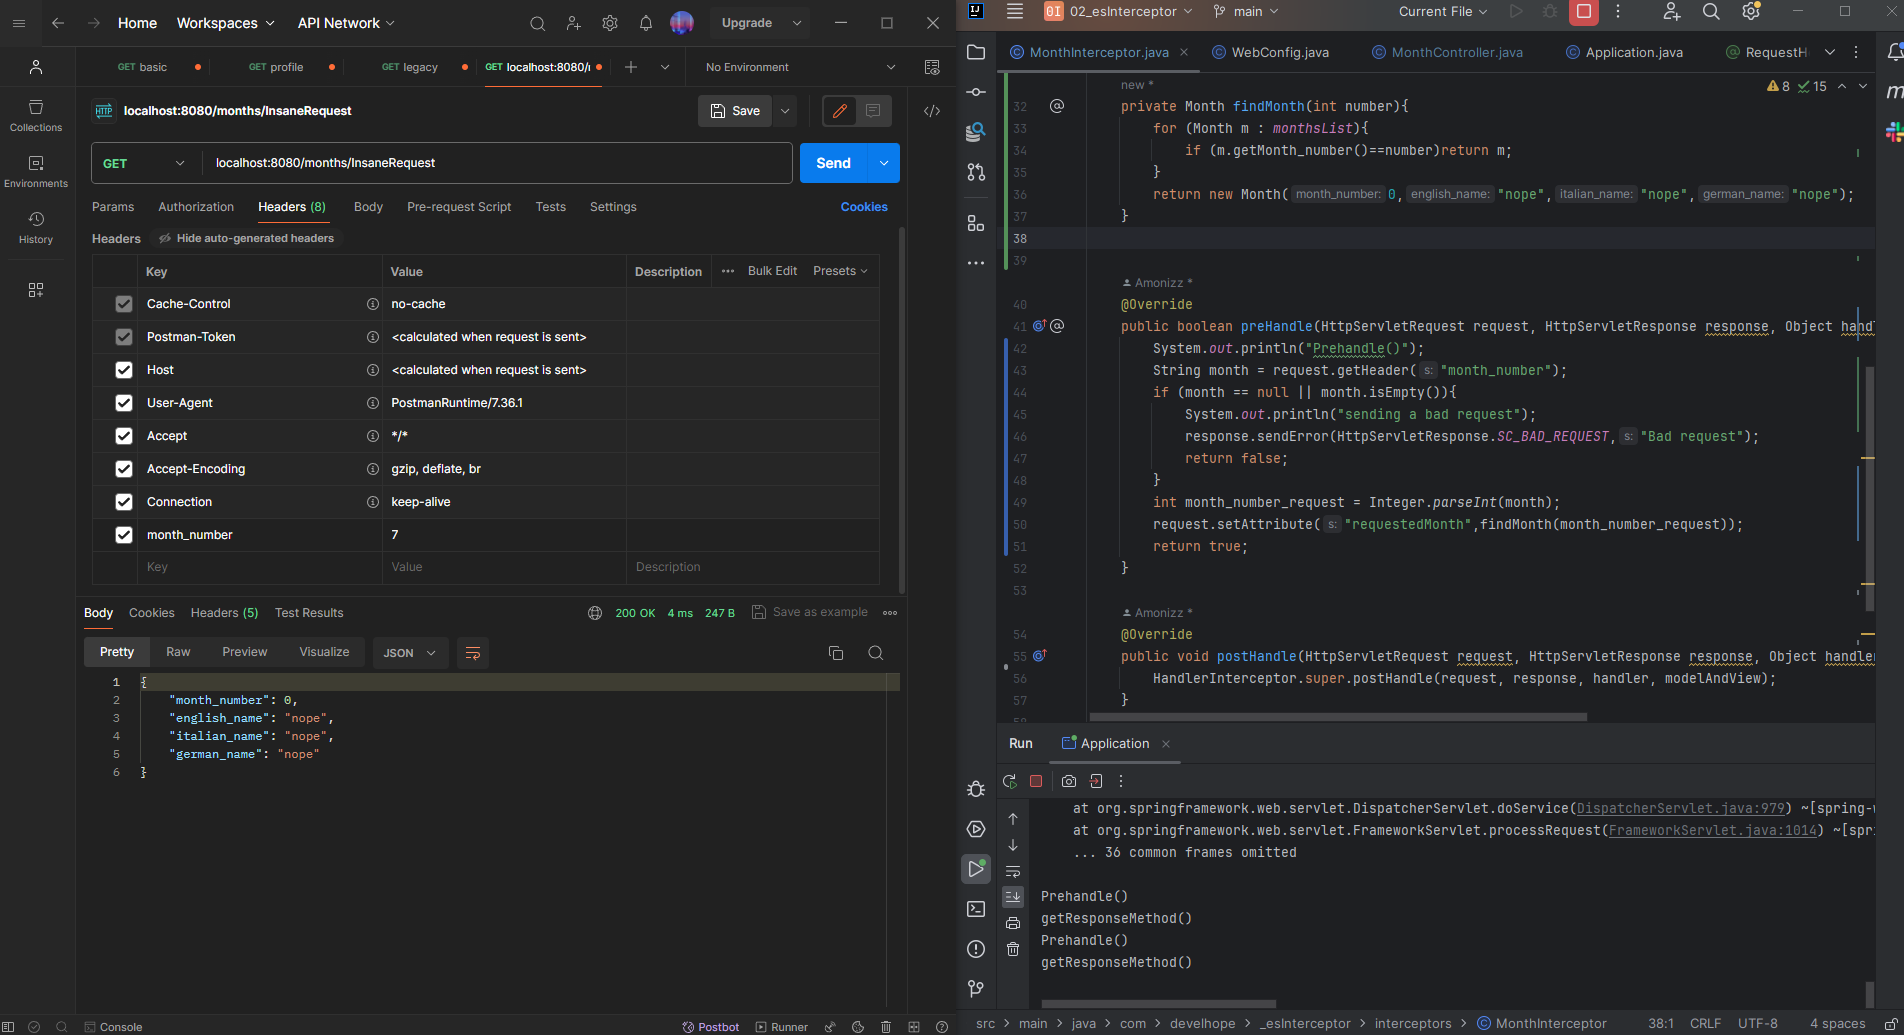 Home Workspaces API Network Upgrade
GET basic GET profile GET legacy GET localhost:8080/ No Environment
HTTP localhost:8080/months/InsaneRequest Save
GET localhost:8080/months/InsaneRequest Send
Params Authorization Headers (8) Body Pre-request Script Tests Settings Cookies
Headers Hide auto-generated headers
Key Value Description Bulk Edit Presets
Cache-Control no-cache
Postman-Token <calculated when request is sent>
Host <calculated when request is sent>
User-Agent PostmanRuntime/7.36.1
Accept */*
Accept-Encoding gzip, deflate, br
Connection keep-alive
month_number 7
Key Value Description
Collections
Environments
History
Body Cookies Headers (5) Test Results 200 OK 4 ms 247 B Save as example
Pretty Raw Preview Visualize JSON
1 {
2 "month_number": 0,
3 "english_name": "nope",
4 "italian_name": "nope",
5 "german_name": "nope"
6 }
Console Postbot Runner
IJ OI 02_esInterceptor main Current File
MonthInterceptor.java WebConfig.java MonthController.java Application.java RequestH
new * 8 15
32 private Month findMonth(int number){
33 for (Month m : monthsList){
34 if (m.getMonth_number()==number)return m;
35 }
36 return new Month( month_number: 0, english_name: "nope", italian_name: "nope", german_name: "nope");
37 }
38
39
Amonizz *
40 @Override
41 public boolean preHandle(HttpServletRequest request, HttpServletResponse response, Object handl
42 System.out.println("Prehandle()");
43 String month = request.getHeader( s: "month_number");
44 if (month == null || month.isEmpty()){
45 System.out.println("sending a bad request");
46 response.sendError(HttpServletResponse.SC_BAD_REQUEST, s: "Bad request");
47 return false;
48 }
49 int month_number_request = Integer.parseInt(month);
50 request.setAttribute( s: "requestedMonth",findMonth(month_number_request));
51 return true;
52 }
53
Amonizz *
54 @Override
55 public void postHandle(HttpServletRequest request, HttpServletResponse response, Object handler
56 HandlerInterceptor.super.postHandle(request, response, handler, modelAndView);
57 }
58
Run Application
at org.springframework.web.servlet.DispatcherServlet.doService(DispatcherServlet.java:979) ~[spring-
at org.springframework.web.servlet.FrameworkServlet.processRequest(FrameworkServlet.java:1014) ~[spr
... 36 common frames omitted
Prehandle()
getResponseMethod()
Prehandle()
getResponseMethod()
src > main > java > com > develhope > _esInterceptor > interceptors > MonthInterceptor 38:1 CRLF UTF-8 4 spaces